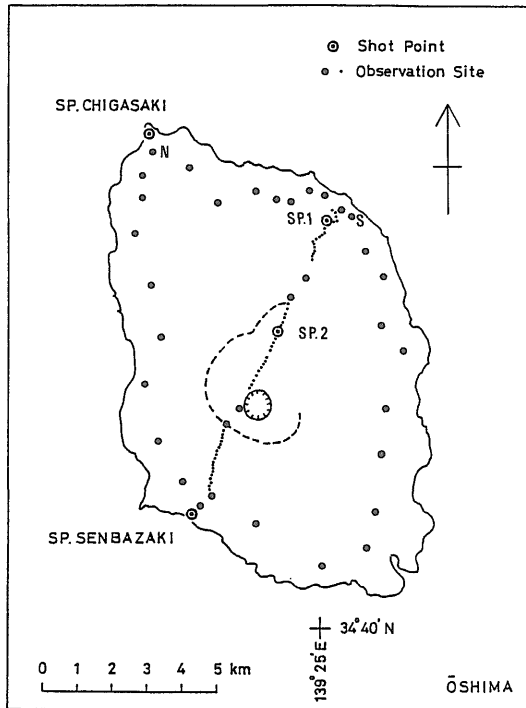 Shot Point
Observation Site
SP. CHIGASAKI
N
SP.1
S
SP.2
SP. SENBAZAKI
34°40' N
139°25' E
0 1 2 3 4 5 km
ŌSHIMA